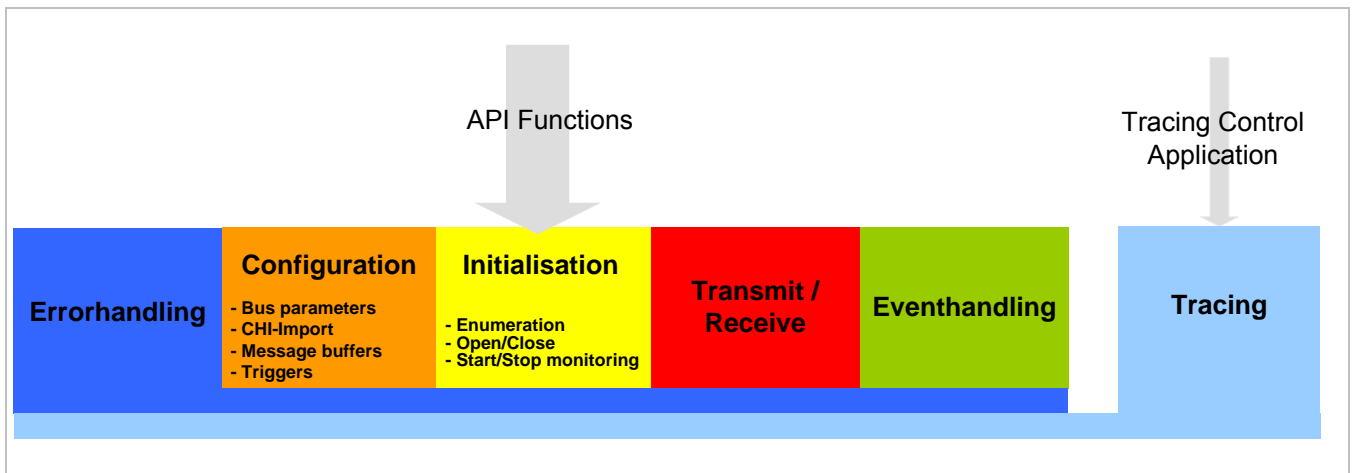 API Functions
Tracing Control
Application
Errorhandling
Configuration
- Bus parameters
- CHI-Import
- Message buffers
- Triggers
Initialisation
- Enumeration
- Open/Close
- Start/Stop monitoring
Transmit /
Receive
Eventhandling
Tracing